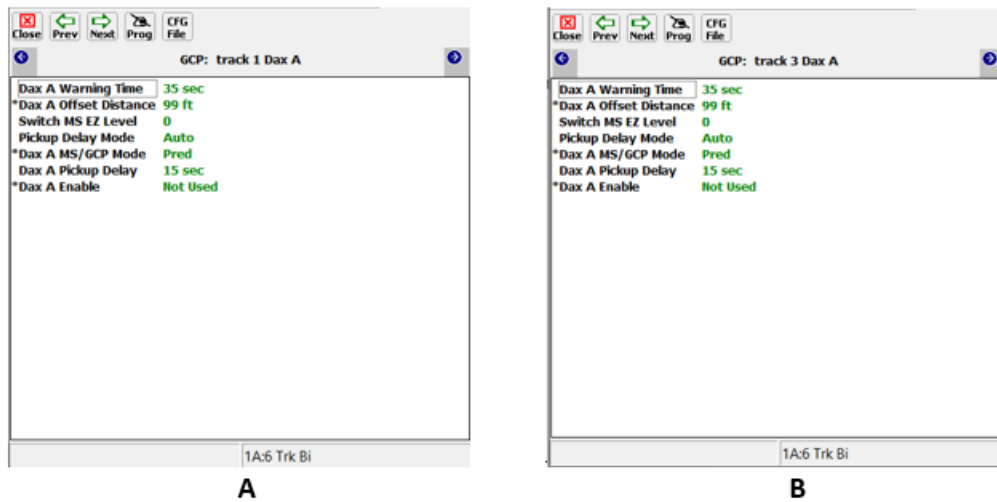 Close Prev Next Prog CFG File
GCP: track 1 Dax A
Dax A Warning Time 35 sec
*Dax A Offset Distance 99 ft
Switch MS EZ Level 0
Pickup Delay Mode Auto
*Dax A MS/GCP Mode Pred
Dax A Pickup Delay 15 sec
*Dax A Enable Not Used
1A:6 Trk Bi
A
Close Prev Next Prog CFG File
GCP: track 3 Dax A
Dax A Warning Time 35 sec
*Dax A Offset Distance 99 ft
Switch MS EZ Level 0
Pickup Delay Mode Auto
*Dax A MS/GCP Mode Pred
Dax A Pickup Delay 15 sec
*Dax A Enable Not Used
1A:6 Trk Bi
B